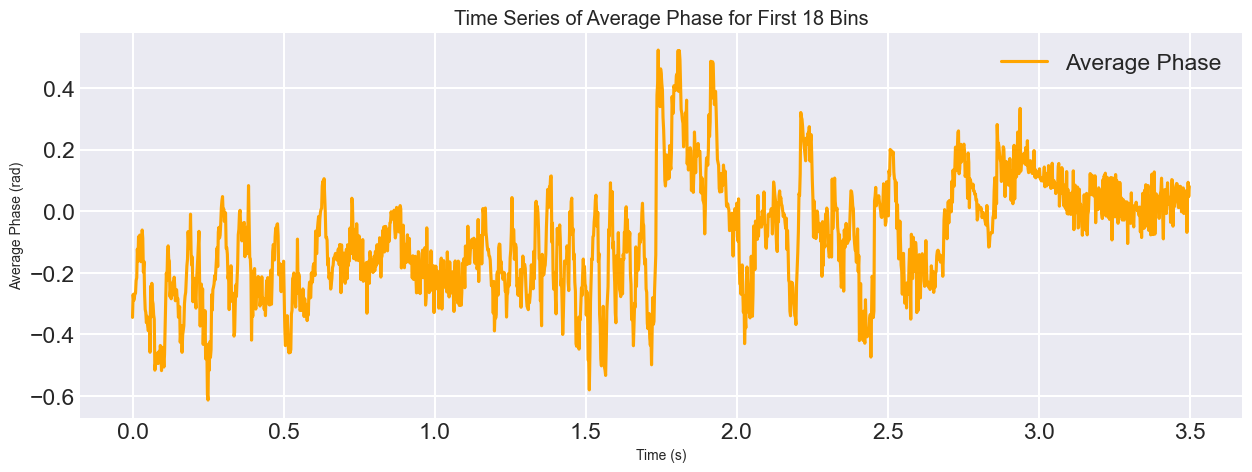 Time Series of Average Phase for First 18 Bins
Average Phase
Average Phase (rad)
0.4
0.2
0.0
−0.2
−0.4
−0.6
0.0 0.5 1.0 1.5 2.0 2.5 3.0 3.5
Time (s)